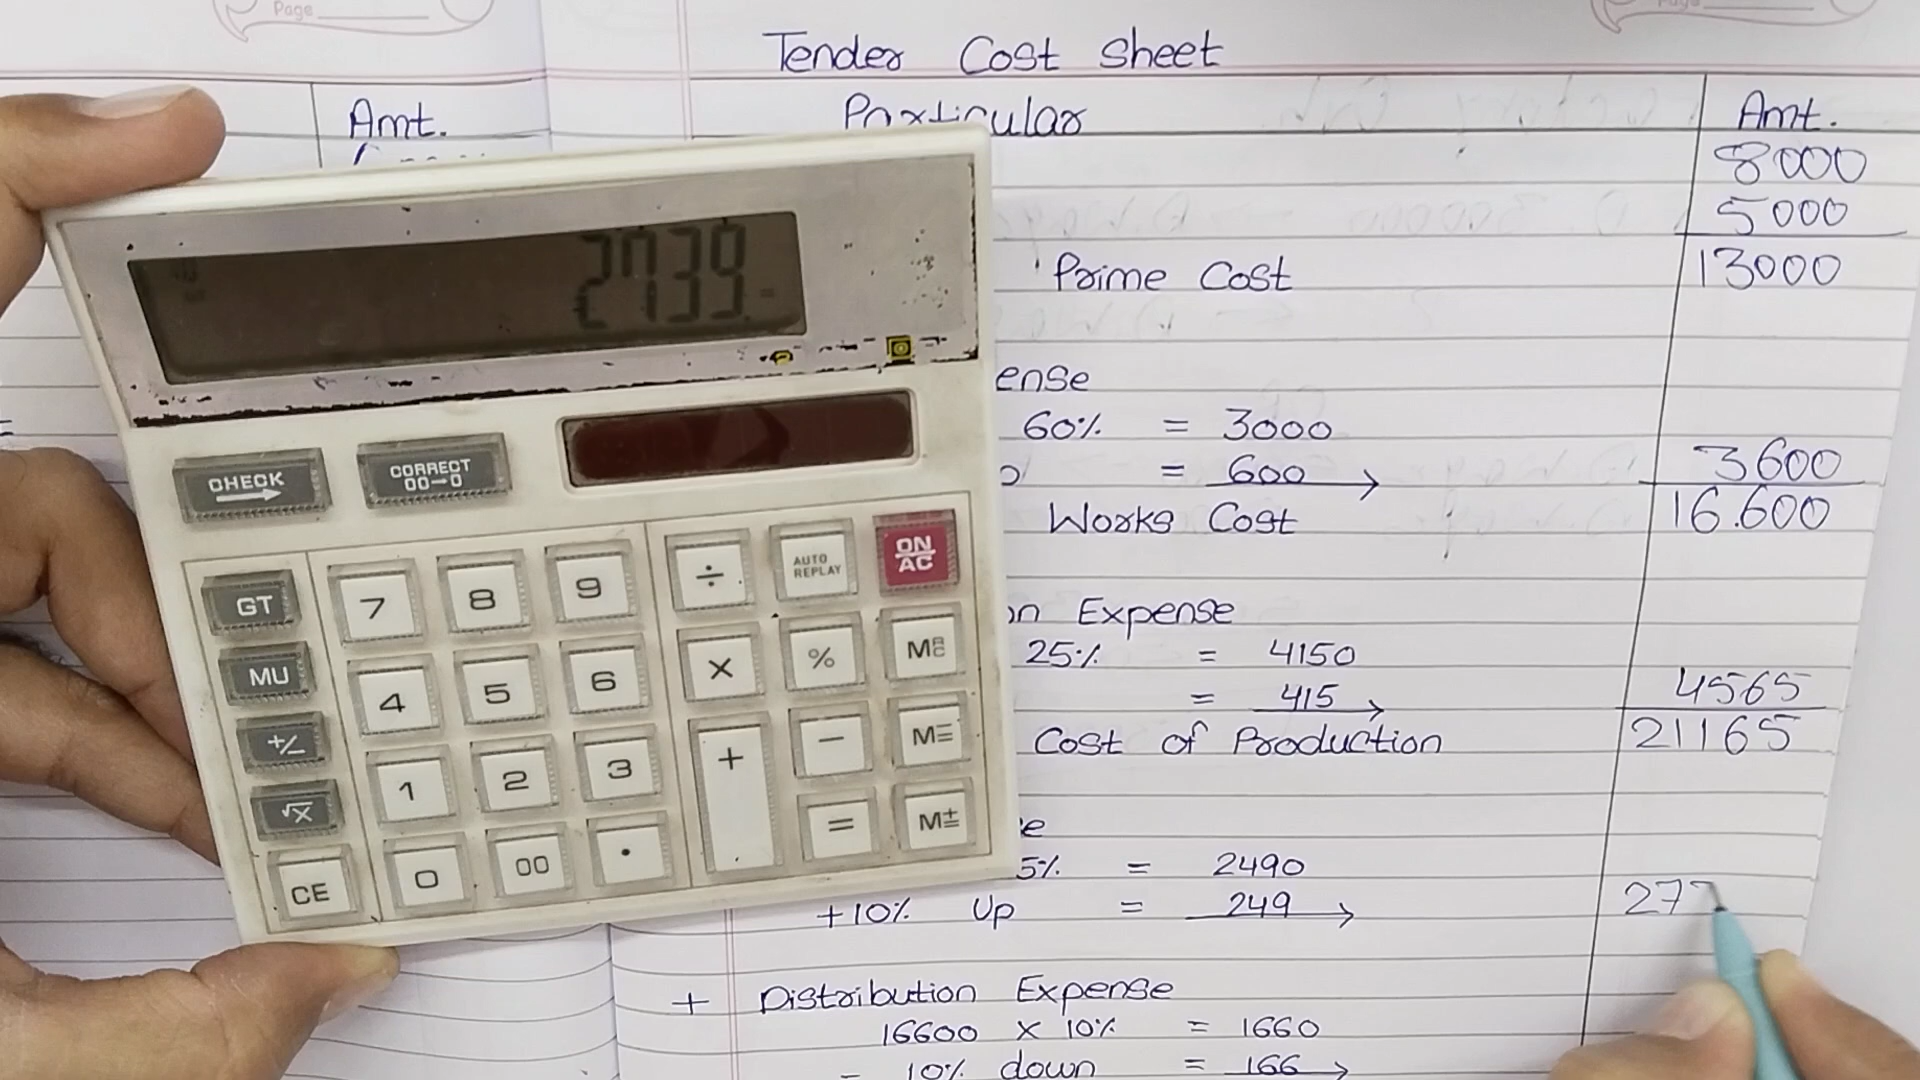 Page
Page
Tender Cost Sheet
Amt.
Particular Amt.
8000
5000
Prime Cost 13000
ense
60% = 3000
= 600 → 3600
Works Cost 16.600
on Expense
25% = 4150
= 415 → 4565
Cost of Production 21165
e
5% = 2490
+10% Up = 249 → 27
+ Distribution Expense
16600 x 10% = 1660
- 10% down = 166 →
2739.
CHECK →
CORRECT 00→0
GT 7 8 9 ÷ AUTO REPLAY ON AC
MU 4 5 6 X %
+/− 1 2 3 + − M=
√X 0 00 . = M±
CE